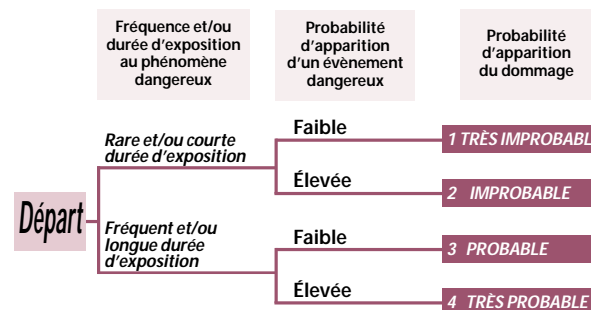 Fréquence et/ou
durée d'exposition
au phénomène
dangereux
Probabilité
d'apparition
d'un évènement
dangereux
Probabilité
d'apparition
du dommage
Départ
Rare et/ou courte
durée d'exposition
Faible
1 TRÈS IMPROBABL
Élevée
2 IMPROBABLE
Fréquent et/ou
longue durée
d'exposition
Faible
3 PROBABLE
Élevée
4 TRÈS PROBABLE